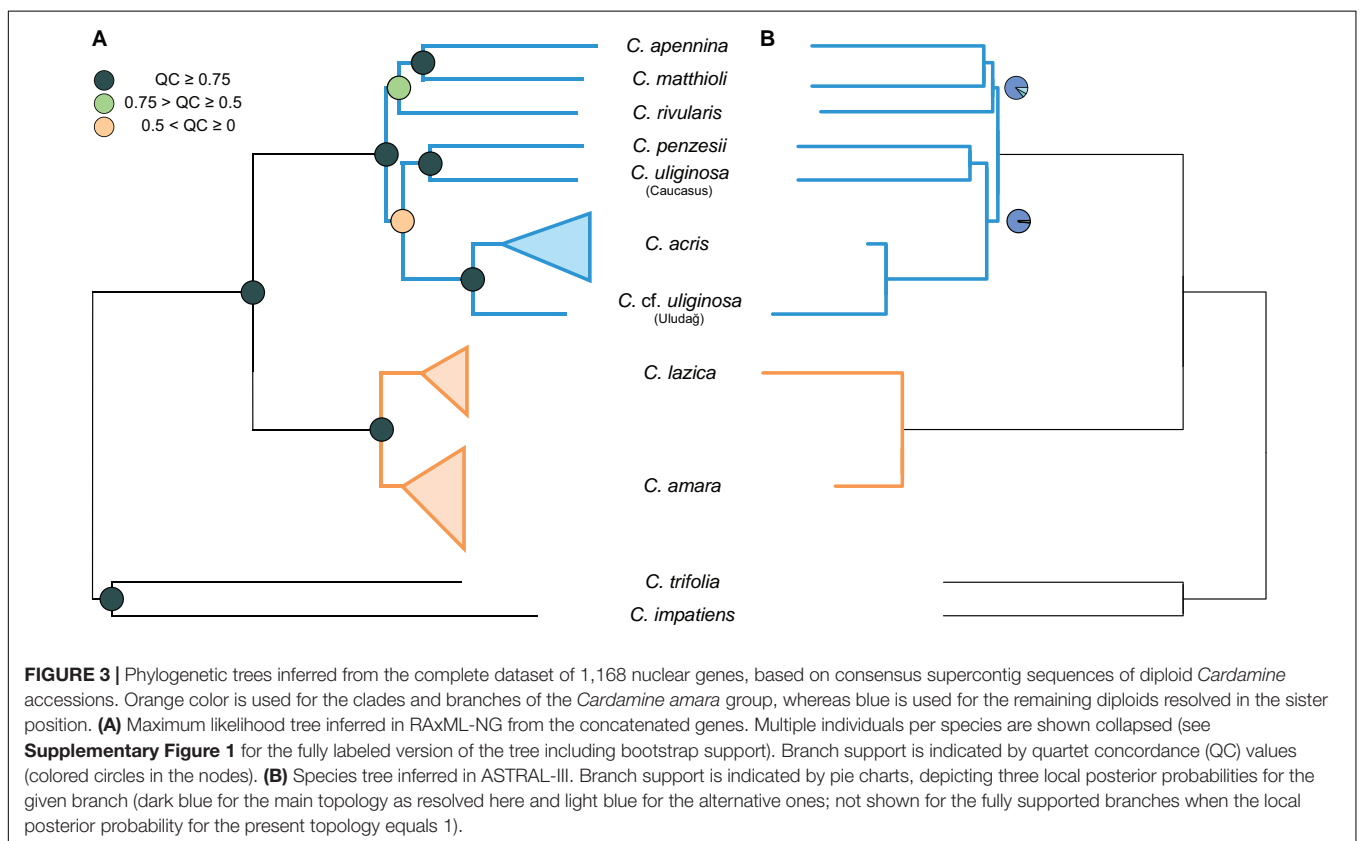 A
B
QC ≥ 0.75
0.75 > QC ≥ 0.5
0.5 < QC ≥ 0
C. apennina
C. matthioli
C. rivularis
C. penzesii
C. uliginosa
(Caucasus)
C. acris
C. cf. uliginosa
(Uludağ)
C. lazica
C. amara
C. trifolia
C. impatiens
FIGURE 3 | Phylogenetic trees inferred from the complete dataset of 1,168 nuclear genes, based on consensus supercontig sequences of diploid Cardamine
accessions. Orange color is used for the clades and branches of the Cardamine amara group, whereas blue is used for the remaining diploids resolved in the sister
position. (A) Maximum likelihood tree inferred in RAxML-NG from the concatenated genes. Multiple individuals per species are shown collapsed (see
Supplementary Figure 1 for the fully labeled version of the tree including bootstrap support). Branch support is indicated by quartet concordance (QC) values
(colored circles in the nodes). (B) Species tree inferred in ASTRAL-III. Branch support is indicated by pie charts, depicting three local posterior probabilities for the
given branch (dark blue for the main topology as resolved here and light blue for the alternative ones; not shown for the fully supported branches when the local
posterior probability for the present topology equals 1).